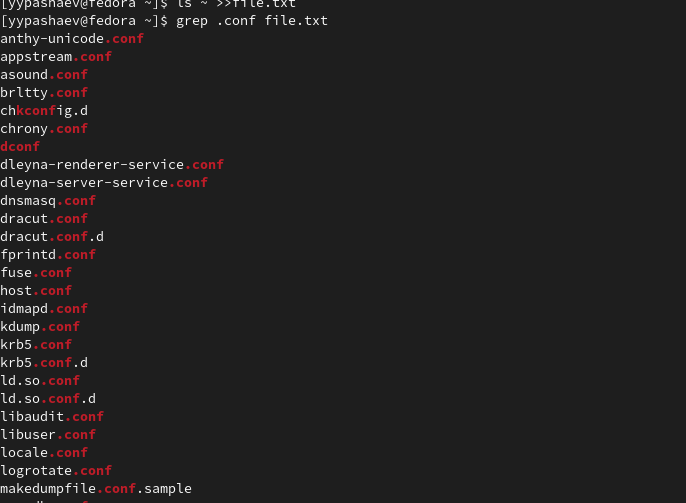 [yypashaev@fedora ~]$ ls ~ >>file.txt
[yypashaev@fedora ~]$ grep .conf file.txt
anthy-unicode.conf
appstream.conf
asound.conf
brltty.conf
chkconfig.d
chrony.conf
dconf
dleyna-renderer-service.conf
dleyna-server-service.conf
dnsmasq.conf
dracut.conf
dracut.conf.d
fprintd.conf
fuse.conf
host.conf
idmapd.conf
kdump.conf
krb5.conf
krb5.conf.d
ld.so.conf
ld.so.conf.d
libaudit.conf
libuser.conf
locale.conf
logrotate.conf
makedumpfile.conf.sample